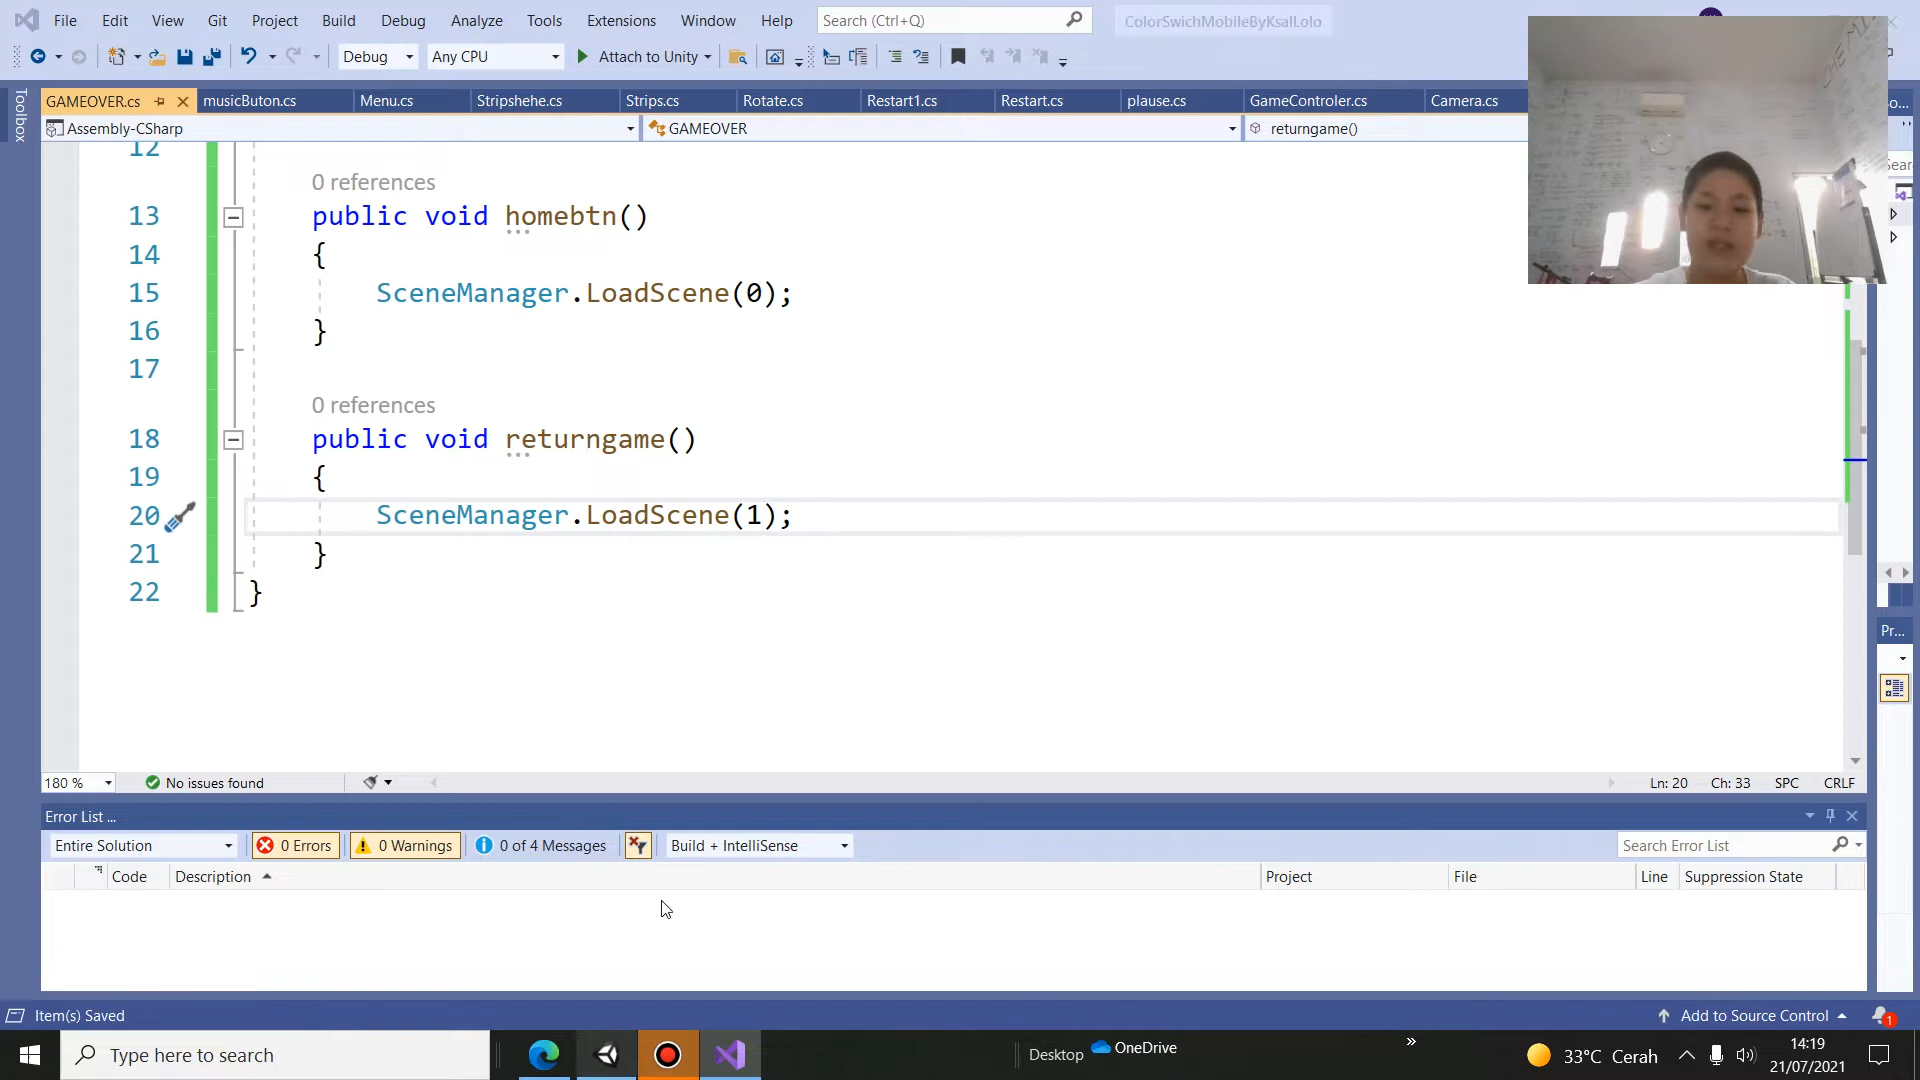 File Edit View Git Project Build Debug Analyze Tools Extensions Window Help Search (Ctrl+Q) ColorSwichMobileByKsalLolo
Debug Any CPU Attach to Unity
Toolbox
GAMEOVER.cs musicButon.cs Menu.cs Stripshehe.cs Strips.cs Rotate.cs Restart1.cs Restart.cs plause.cs GameControler.cs Camera.cs
Assembly-CSharp GAMEOVER returngame()
12
0 references
13 public void homebtn()
14 {
15 SceneManager.LoadScene(0);
16 }
17
0 references
18 public void returngame()
19 {
20 SceneManager.LoadScene(1);
21 }
22 }
Pr...
180 % No issues found Ln: 20 Ch: 33 SPC CRLF
Error List ...
Entire Solution 0 Errors 0 Warnings 0 of 4 Messages Build + IntelliSense Search Error List
Code Description Project File Line Suppression State
Item(s) Saved Add to Source Control 1
Type here to search Desktop OneDrive » 33°C Cerah 14:19
21/07/2021